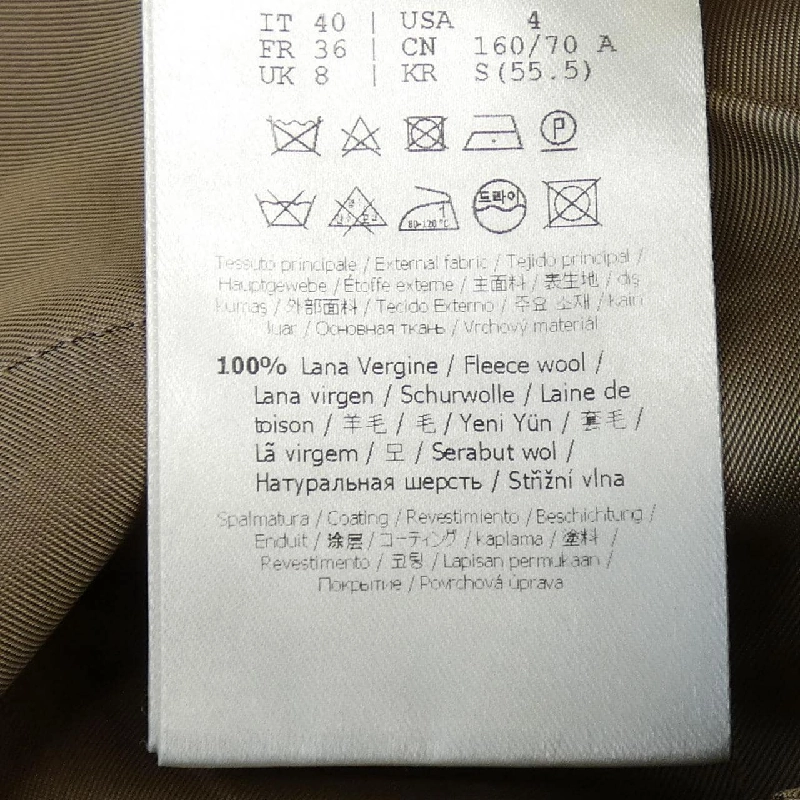 IT 40 | USA 4
FR 36 | CN 160/70 A
UK 8 | KR S(55.5)
P
드라이
80-120℃
Tessuto principale / External fabric / Tejido principal /
Hauptgewebe / Étoffe externe / 主面料 / 表生地 / dış
kumaş / 外部面料 / Tecido Externo / 주요 소재 / kain
luar / Основная ткань / Vrchový materiál
100% Lana Vergine / Fleece wool /
Lana virgen / Schurwolle / Laine de
toison / 羊毛 / 毛 / Yeni Yün / 套毛 /
Lã virgem / 모 / Serabut wol /
Натуральная шерсть / Střižní vlna
Spalmatura / Coating / Revestimiento / Beschichtung /
Enduit / 涂层 / コーティング / kaplama / 塗料 /
Revestimento / 코팅 / Lapisan permukaan /
Покрытие / Povrchová úprava